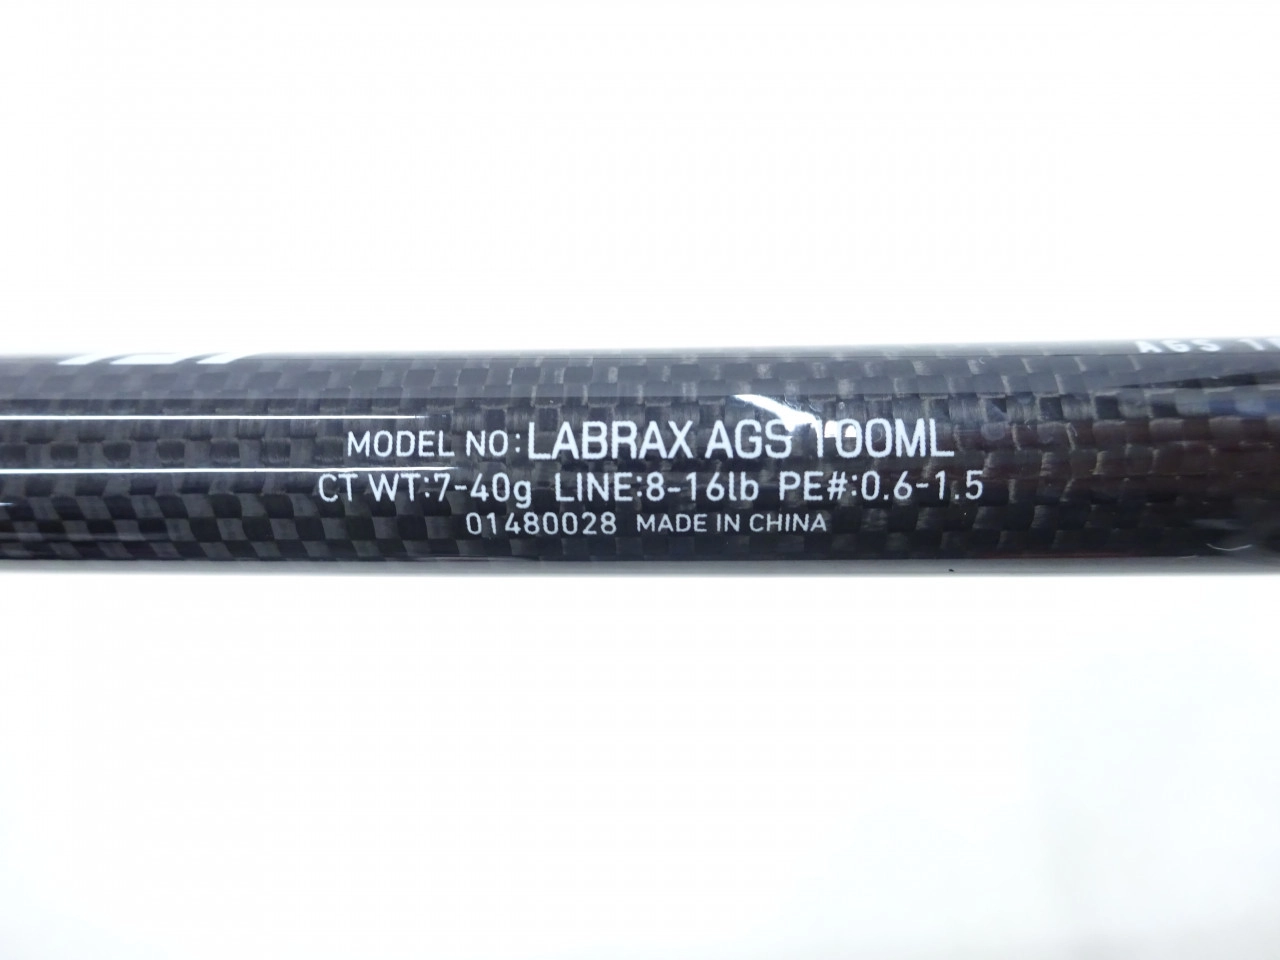 AGS
MODEL NO:LABRAX AGS 100ML
CT WT:7-40g LINE:8-16lb PE#:0.6-1.5
01480028 MADE IN CHINA